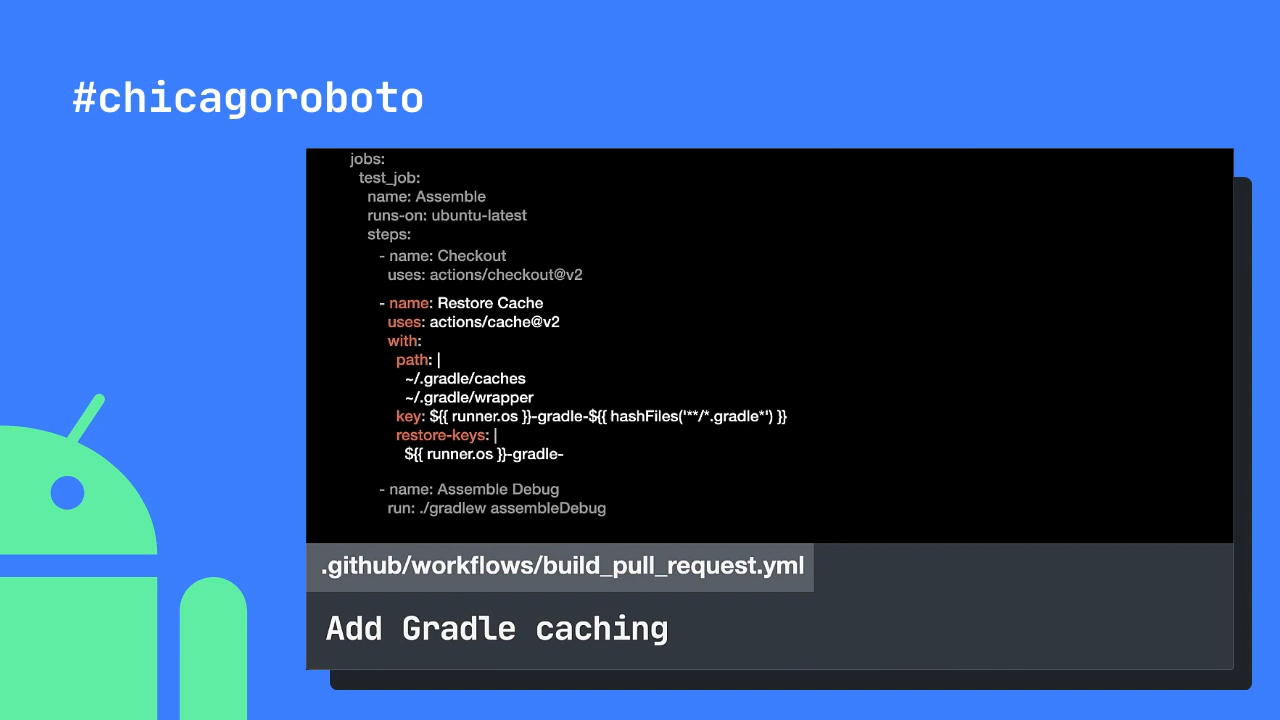 #chicagoroboto
jobs:
test_job:
name: Assemble
runs-on: ubuntu-latest
steps:
- name: Checkout
uses: actions/checkout@v2
- name: Restore Cache
uses: actions/cache@v2
with:
path: |
~/.gradle/caches
~/.gradle/wrapper
key: ${{ runner.os }}-gradle-${{ hashFiles('**/*.gradle*') }}
restore-keys: |
${{ runner.os }}-gradle-
- name: Assemble Debug
run: ./gradlew assembleDebug
.github/workflows/build_pull_request.yml
Add Gradle caching